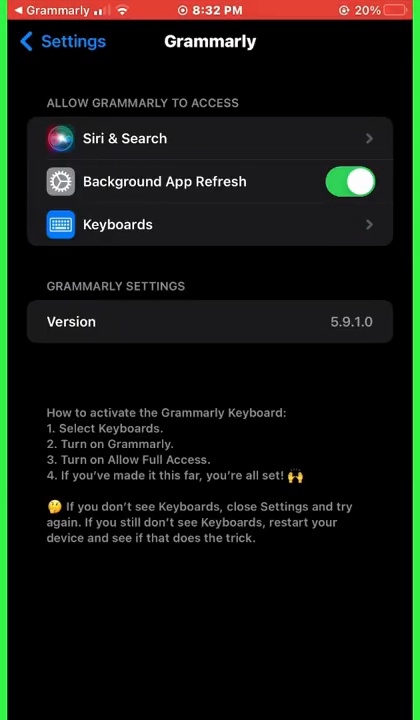 ◀ Grammarly 8:32 PM 20%
Settings Grammarly
ALLOW GRAMMARLY TO ACCESS
Siri & Search
Background App Refresh
Keyboards
GRAMMARLY SETTINGS
Version 5.9.1.0
How to activate the Grammarly Keyboard:
1. Select Keyboards.
2. Turn on Grammarly.
3. Turn on Allow Full Access.
4. If you’ve made it this far, you’re all set! 🙌
🤔 If you don’t see Keyboards, close Settings and try
again. If you still don’t see Keyboards, restart your
device and see if that does the trick.